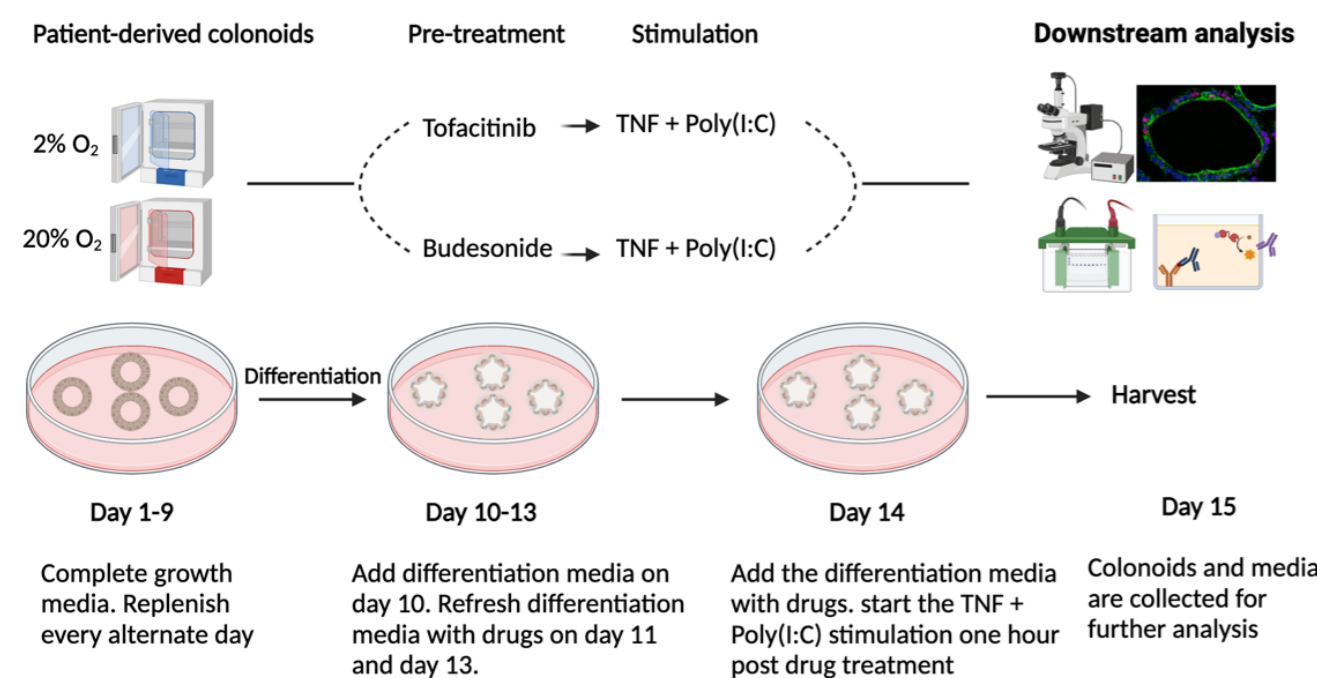 Patient-derived colonoids
Pre-treatment
Stimulation
Downstream analysis
2% O₂
Tofacitinib
TNF + Poly(I:C)
20% O₂
Budesonide
TNF + Poly(I:C)
Differentiation
Harvest
Day 1-9
Day 10-13
Day 14
Day 15
Complete growth
media. Replenish
every alternate day
Add differentiation media on
day 10. Refresh differentiation
media with drugs on day 11
and day 13.
Add the differentiation media
with drugs. start the TNF +
Poly(I:C) stimulation one hour
post drug treatment
Colonoids and media
are collected for
further analysis